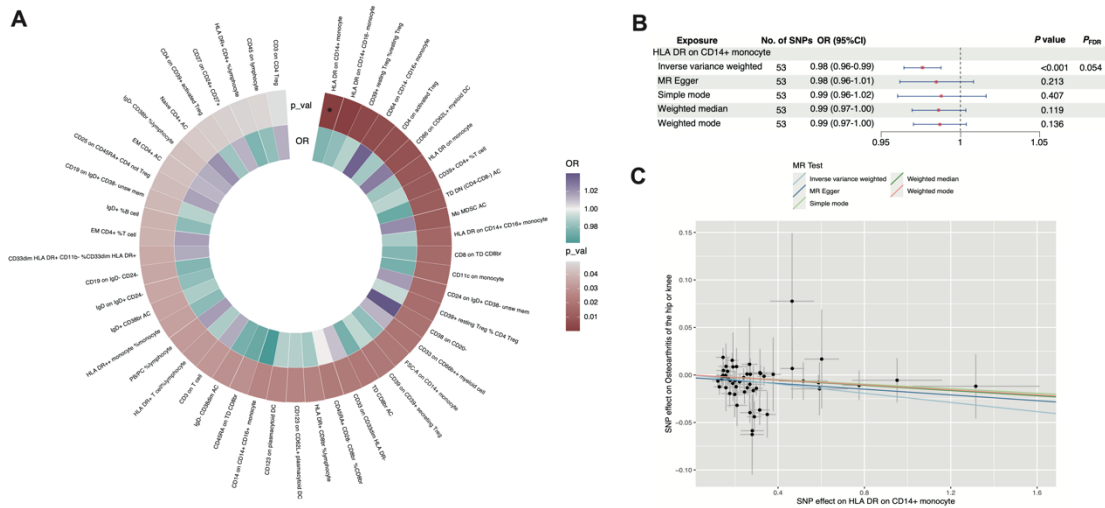 A
HLA DR on CD14+ monocyte
HLA DR on CD14+ CD16- monocyte
CD39+ resting Treg %resting Treg
CD64 on CD14- CD16+ monocyte
CD4 on activated Treg
CD86 on CD62L+ myeloid DC
HLA DR on monocyte
CD39+ CD4+ %T cell
TD DN (CD4-CD8-) AC
Mo MDSC AC
HLA DR on CD14+ CD16+ monocyte
CD8 on TD CD8br
CD11c on monocyte
CD24 on IgD+ CD38- unsw mem
CD39+ resting Treg % CD4 Treg
CD38 on CD20-
CD33 on CD66b++ myeloid cell
FSC-A on CD14+ monocyte
CD39 on CD39+ secreting Treg
TD CD8br AC
CD33 on CD33dim HLA DR-
CD45RA+ CD28- CD8br %CD8br
HLA DR+ CD8br %lymphocyte
CD123 on CD62L+ plasmacytoid DC
CD123 on plasmacytoid DC
CD14 on CD14+ CD16+ monocyte
CD45RA on TD CD8br
IgD- CD38dim AC
CD3 on T cell
HLA DR+ T cell%lymphocyte
PB/PC %lymphocyte
HLA DR++ monocyte %monocyte
IgD+ CD38br AC
IgD on IgD+ CD24-
CD19 on IgD- CD24-
CD33dim HLA DR+ CD11b- %CD33dim HLA DR+
EM CD4+ %T cell
IgD+ %B cell
CD19 on IgD+ CD38- unsw mem
CD25 on CD45RA+ CD4 not Treg
EM CD4+ AC
IgD- CD38br %lymphocyte
Naive CD4+ AC
CD4 on CD39+ activated Treg
CD27 on CD24+ CD27+
HLA DR+ CD4+ %lymphocyte
CD45 on lymphocyte
CD3 on CD4 Treg
p_val
OR
OR
1.02
1.00
0.98
p_val
0.04
0.03
0.02
0.01
B
Exposure No. of SNPs OR (95%CI) P value PFDR
HLA DR on CD14+ monocyte
Inverse variance weighted 53 0.98 (0.96-0.99) <0.001 0.054
MR Egger 53 0.98 (0.96-1.01) 0.213
Simple mode 53 0.99 (0.96-1.02) 0.407
Weighted median 53 0.99 (0.97-1.00) 0.119
Weighted mode 53 0.99 (0.97-1.00) 0.136
0.95 1 1.05
C
MR Test
Inverse variance weighted Weighted median
MR Egger Weighted mode
Simple mode
SNP effect on Osteoarthritis of the hip or knee
0.15
0.10
0.05
0.00
−0.05
−0.10
0.4 0.8 1.2 1.6
SNP effect on HLA DR on CD14+ monocyte